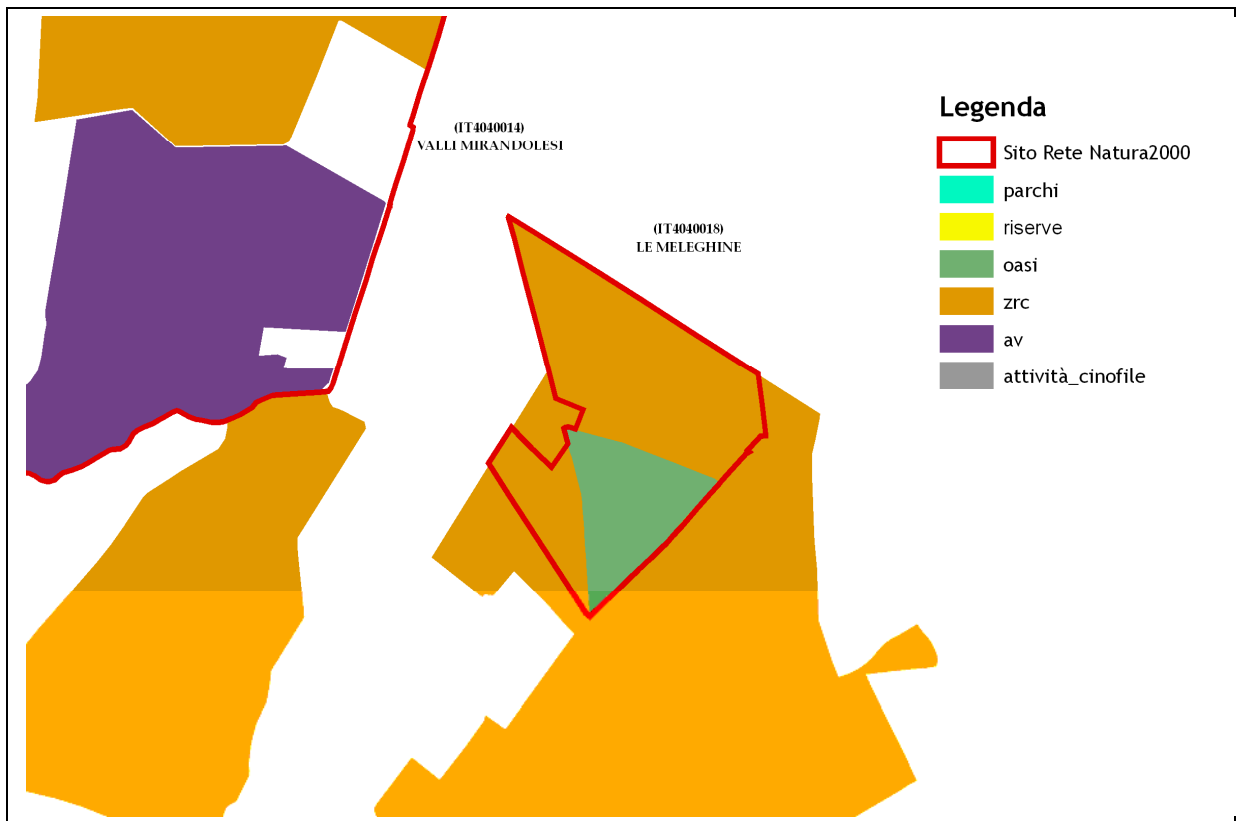 (IT4040014)
VALLI MIRANDOLESI
(IT4040018)
LE MELEGHINE
Legenda
Sito Rete Natura2000
parchi
riserve
oasi
zrc
av
attività_cinofile